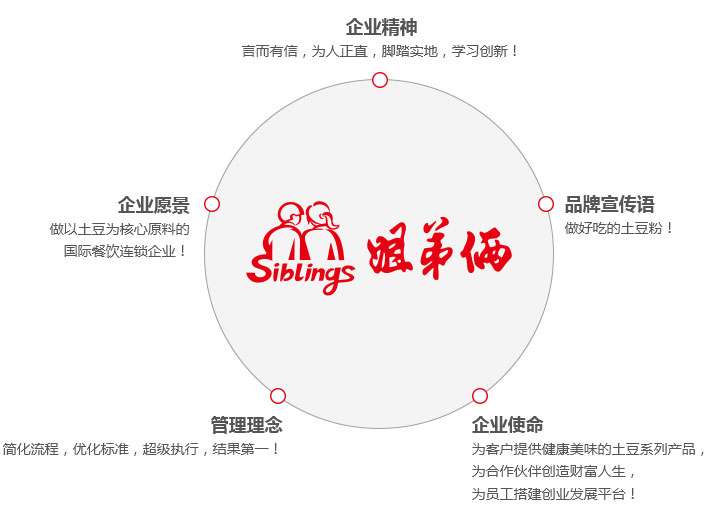 企业精神
言而有信，为人正直，脚踏实地，学习创新！
企业愿景
做以土豆为核心原料的
国际餐饮连锁企业！
品牌宣传语
做好吃的土豆粉！
Siblings 姐弟俩
管理理念
简化流程，优化标准，超级执行，结果第一！
企业使命
为客户提供健康美味的土豆系列产品，
为合作伙伴创造财富人生，
为员工搭建创业发展平台！